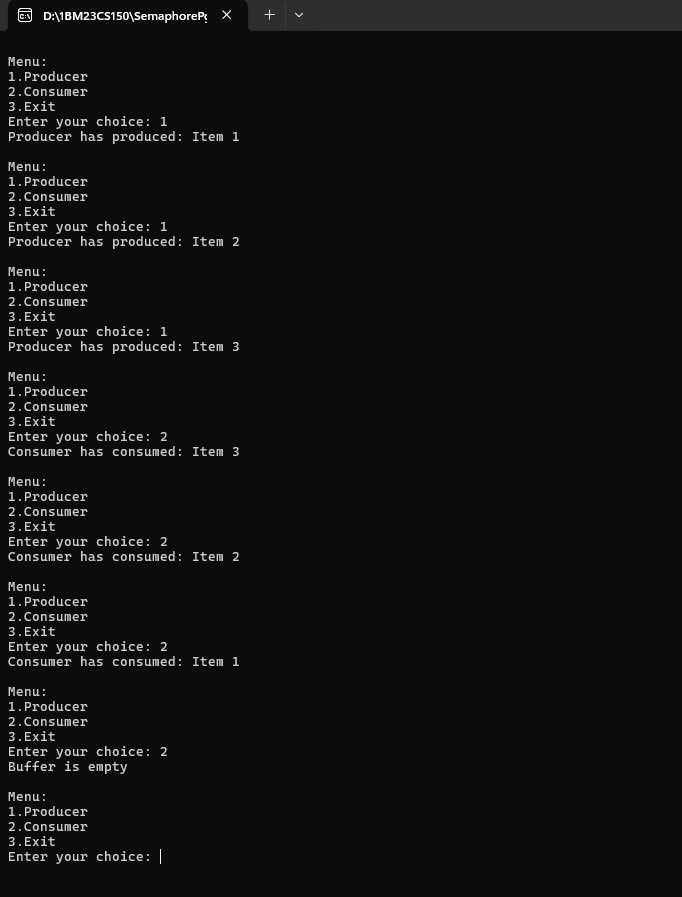 D:\1BM23CS150\SemaphorePg
Menu:
1.Producer
2.Consumer
3.Exit
Enter your choice: 1
Producer has produced: Item 1
Menu:
1.Producer
2.Consumer
3.Exit
Enter your choice: 1
Producer has produced: Item 2
Menu:
1.Producer
2.Consumer
3.Exit
Enter your choice: 1
Producer has produced: Item 3
Menu:
1.Producer
2.Consumer
3.Exit
Enter your choice: 2
Consumer has consumed: Item 3
Menu:
1.Producer
2.Consumer
3.Exit
Enter your choice: 2
Consumer has consumed: Item 2
Menu:
1.Producer
2.Consumer
3.Exit
Enter your choice: 2
Consumer has consumed: Item 1
Menu:
1.Producer
2.Consumer
3.Exit
Enter your choice: 2
Buffer is empty
Menu:
1.Producer
2.Consumer
3.Exit
Enter your choice: